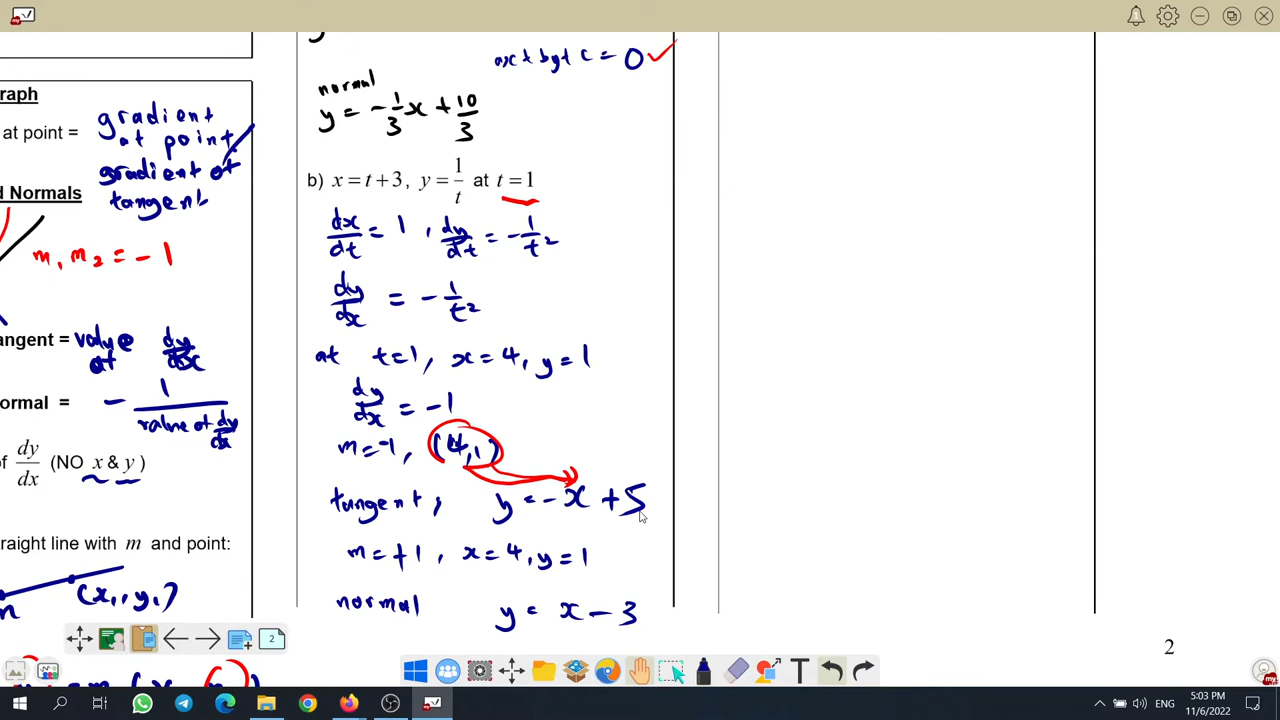 raph
at point =
gradient
at point.
gradient of
tangent
d Normals
m, m₂ = -1
angent = value at dy/dx
ormal = - 1/(value of dy/dx)
of dy/dx (NO x & y)
raight line with m and point:
(x₁, y₁)
ax + by + c = 0 ✓
normal
y = -1/3 x + 10/3
b) x = t + 3, y = 1/t at t = 1
dx/dt = 1, dy/dt = -1/t²
dy/dx = -1/t²
at t=1, x=4, y=1
dy/dx = -1
m=-1, (4,1)
tangent, y = -x + 5
m=+1, x=4, y=1
normal y = x - 3
2
2
5:03 PM
ENG
11/6/2022